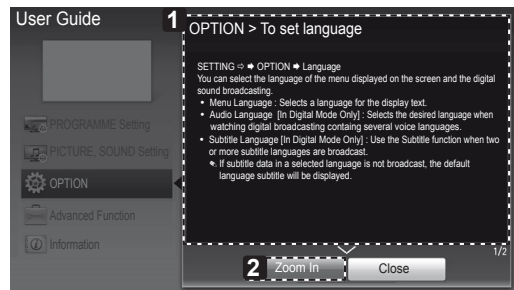 User Guide
PROGRAMME Setting
PICTURE, SOUND Setting
OPTION
Advanced Function
Information
1
OPTION > To set language
SETTING ⇨ ➡ OPTION ➡ Language
You can select the language of the menu displayed on the screen and the digital
sound broadcasting.
• Menu Language : Selects a language for the display text.
• Audio Language [In Digital Mode Only] : Selects the desired language when
watching digital broadcasting containg several voice languages.
• Subtitle Language [In Digital Mode Only] : Use the Subtitle function when two
or more subtitle languages are broadcast.
If subtitle data in a selected language is not broadcast, the default
language subtitle will be displayed.
1/2
2
Zoom In
Close